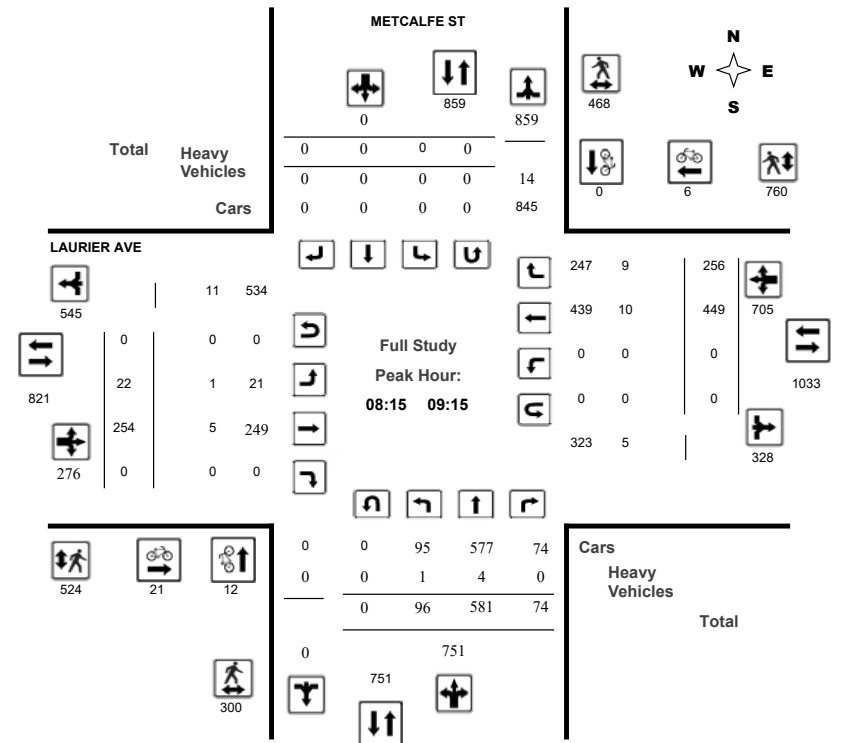 METCALFE ST
N
W E
S
859
468
0 859
Total Heavy Vehicles
0 0 0 0
0 0 0 0 14
Cars 0 0 0 0 845
0 6 760
LAURIER AVE
545 11 534
247 9 256
439 10 449 705
0 0 0
0 0 0
323 5 328
1033
821
0 0 0
22 1 21
254 5 249
276 0 0 0
Full Study
Peak Hour:
08:15 09:15
524 21 12
0 0 95 577 74 Cars
0 0 1 4 0 Heavy
Vehicles
0 96 581 74 Total
0 751
751
300